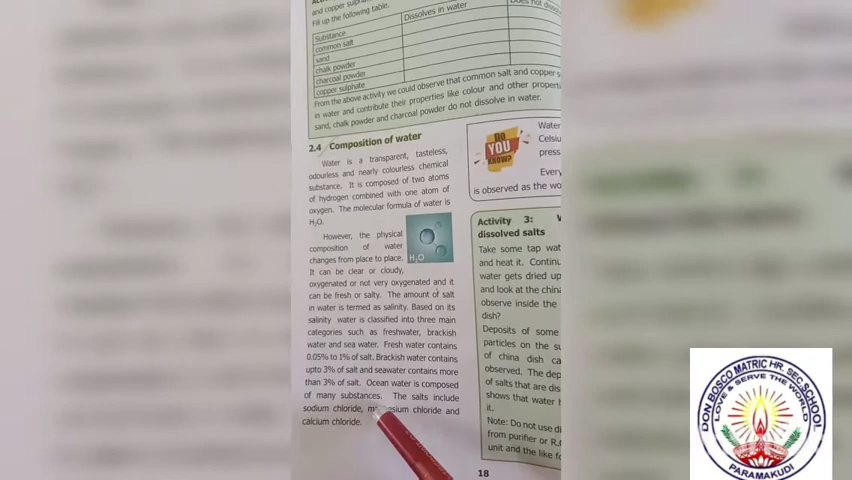 and copper sulpha
Fill up the following table.
Substance
Dissolves in water
Does not disso
common salt
sand
chalk powder
charcoal powder
copper sulphate
From the above activity we could observe that common salt and copper s
in water and contribute their properties like colour and other properti
sand, chalk powder and charcoal powder do not dissolve in water.
2.4 Composition of water
Water is a transparent, tasteless,
odourless and nearly colourless chemical
substance. It is composed of two atoms
of hydrogen combined with one atom of
oxygen. The molecular formula of water is
H₂O.
However, the physical
composition of water
changes from place to place.
It can be clear or cloudy,
oxygenated or not very oxygenated and it
can be fresh or salty. The amount of salt
in water is termed as salinity. Based on its
salinity water is classified into three main
categories such as freshwater, brackish
water and sea water. Fresh water contains
0.05% to 1% of salt. Brackish water contains
upto 3% of salt and seawater contains more
than 3% of salt. Ocean water is composed
of many substances. The salts include
sodium chloride, ma esium chloride and
calcium chloride.
H₂O
DO YOU KNOW?
Water
Celsiu
press
Every
is observed as the wo
Activity 3: W
dissolved salts
Take some tap wat
and heat it. Continu
water gets dried up
and look at the china
observe inside the
dish?
Deposits of some
particles on the su
of china dish ca
observed. The dep
of salts that are dis
shows that water h
it.
Note: Do not use di
from purifier or R.O
unit and the like fo
18
DON BOSCO MATRIC HR. SEC SCHOOL
LOVE & SERVE THE WORLD
PARAMAKUDI